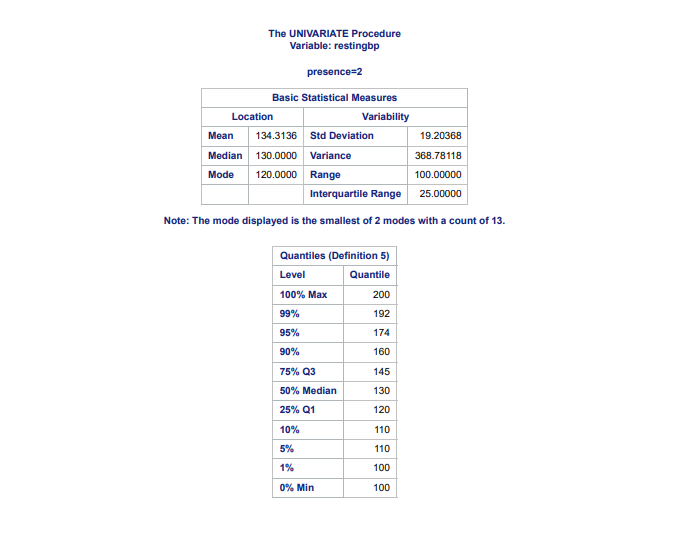 The UNIVARIATE Procedure
Variable: restingbp
presence=2
Basic Statistical Measures
Location Variability
Mean 134.3136 Std Deviation 19.20368
Median 130.0000 Variance 368.78118
Mode 120.0000 Range 100.00000
Interquartile Range 25.00000
Note: The mode displayed is the smallest of 2 modes with a count of 13.
Quantiles (Definition 5)
Level Quantile
100% Max 200
99% 192
95% 174
90% 160
75% Q3 145
50% Median 130
25% Q1 120
10% 110
5% 110
1% 100
0% Min 100